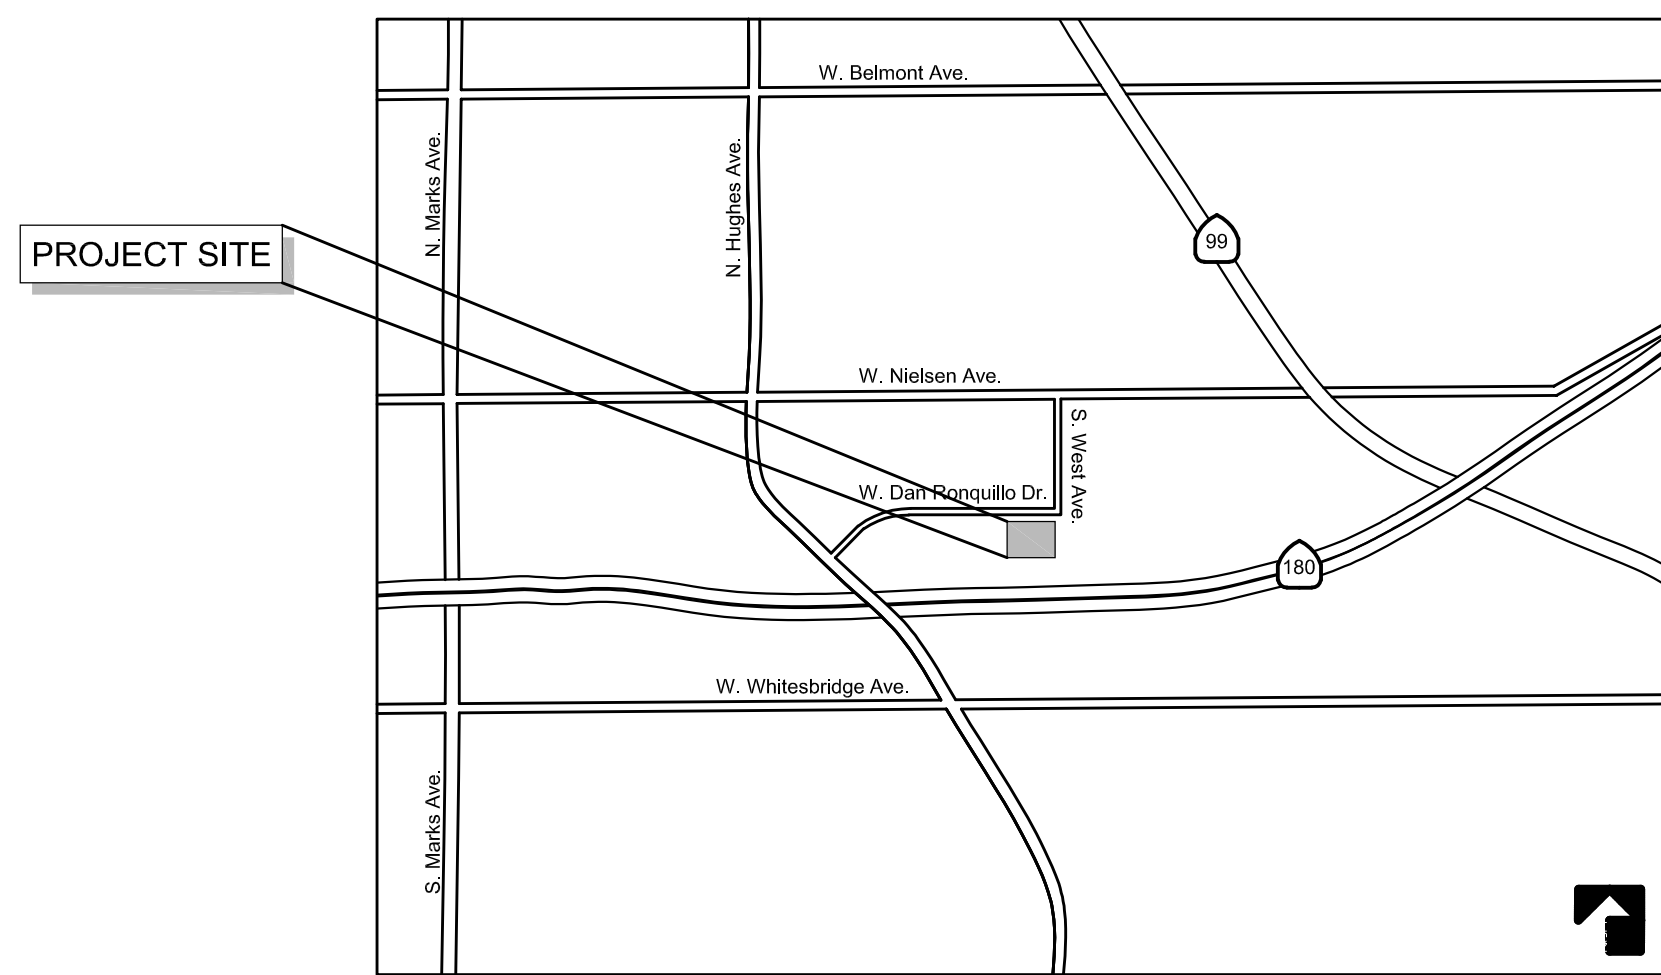 W. Belmont Ave.
N. Marks Ave.
N. Hughes Ave.
PROJECT SITE
99
W. Nielsen Ave.
S. West Ave.
W. Dan Ronquillo Dr.
180
W. Whitesbridge Ave.
S. Marks Ave.